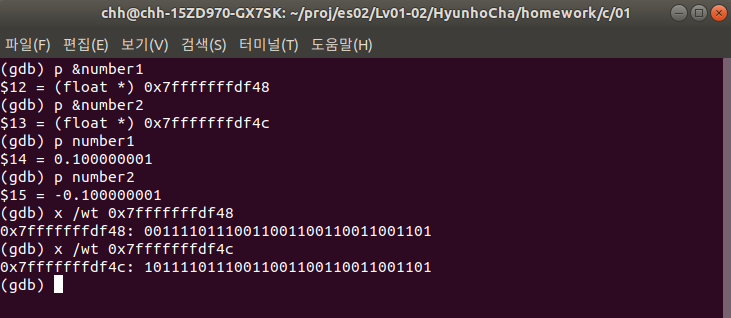 chh@chh-15ZD970-GX7SK: ~/proj/es02/Lv01-02/HyunhoCha/homework/c/01
파일(F) 편집(E) 보기(V) 검색(S) 터미널(T) 도움말(H)
(gdb) p &number1
$12 = (float *) 0x7fffffffdf48
(gdb) p &number2
$13 = (float *) 0x7fffffffdf4c
(gdb) p number1
$14 = 0.100000001
(gdb) p number2
$15 = -0.100000001
(gdb) x /wt 0x7fffffffdf48
0x7fffffffdf48: 00111101110011001100110011001101
(gdb) x /wt 0x7fffffffdf4c
0x7fffffffdf4c: 10111101110011001100110011001101
(gdb)